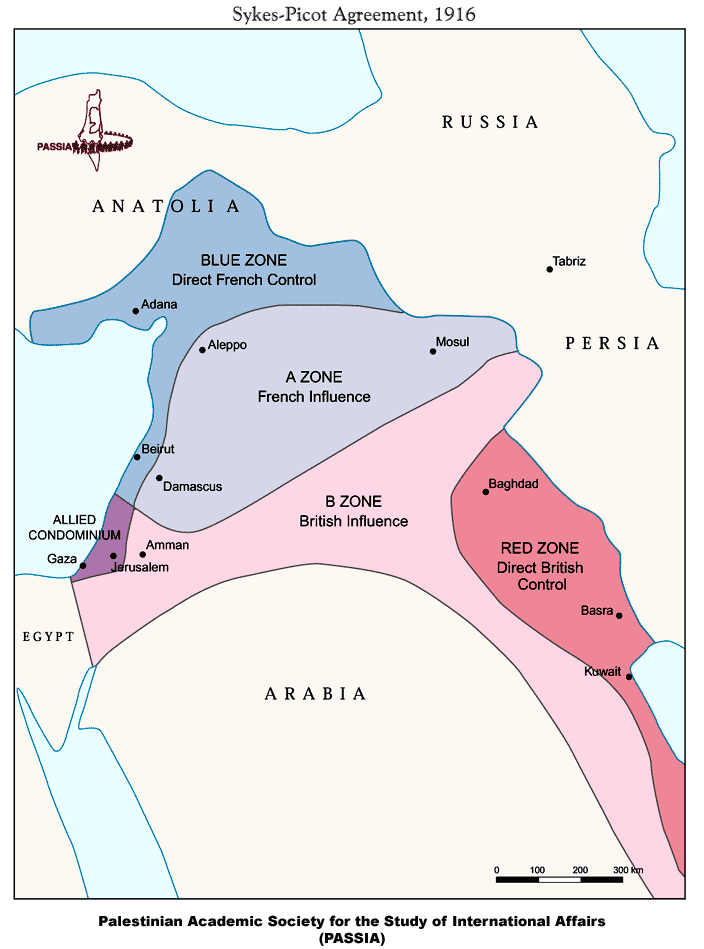 Sykes-Picot Agreement, 1916
RUSSIA
PASSIA
ANATOLIA
BLUE ZONE
Direct French Control
Tabriz
Adana
Aleppo
Mosul
PERSIA
A ZONE
French Influence
Beirut
Damascus
Baghdad
B ZONE
British Influence
ALLIED
CONDOMINIUM
Amman
Gaza
Jerusalem
RED ZONE
Direct British
Control
Basra
EGYPT
Kuwait
ARABIA
0 100 200 300 km
Palestinian Academic Society for the Study of International Affairs
(PASSIA)